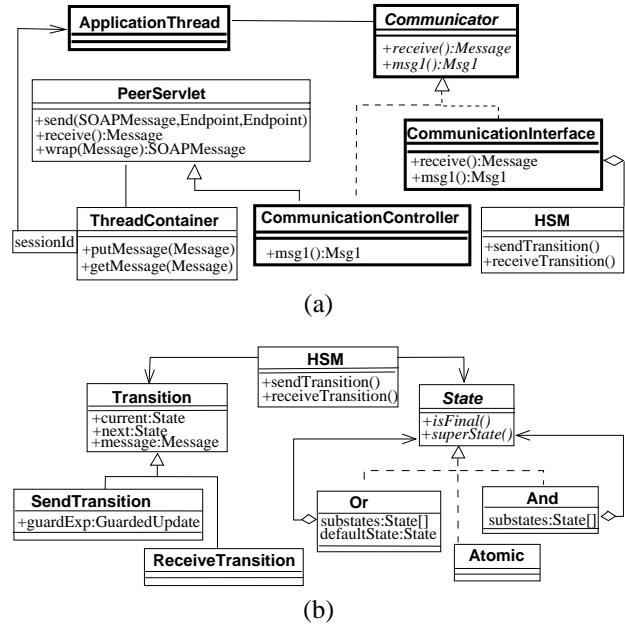 ApplicationThread
Communicator
+receive():Message
+msg1():Msg1
PeerServlet
+send(SOAPMessage,Endpoint,Endpoint)
+receive():Message
+wrap(Message):SOAPMessage
CommunicationInterface
+receive():Message
+msg1():Msg1
sessionId
ThreadContainer
+putMessage(Message)
+getMessage(Message)
CommunicationController
+msg1():Msg1
HSM
+sendTransition()
+receiveTransition()
(a)
HSM
+sendTransition()
+receiveTransition()
Transition
+current:State
+next:State
+message:Message
State
+isFinal()
+superState()
SendTransition
+guardExp:GuardedUpdate
ReceiveTransition
Or
substates:State[]
defaultState:State
And
substates:State[]
Atomic
(b)